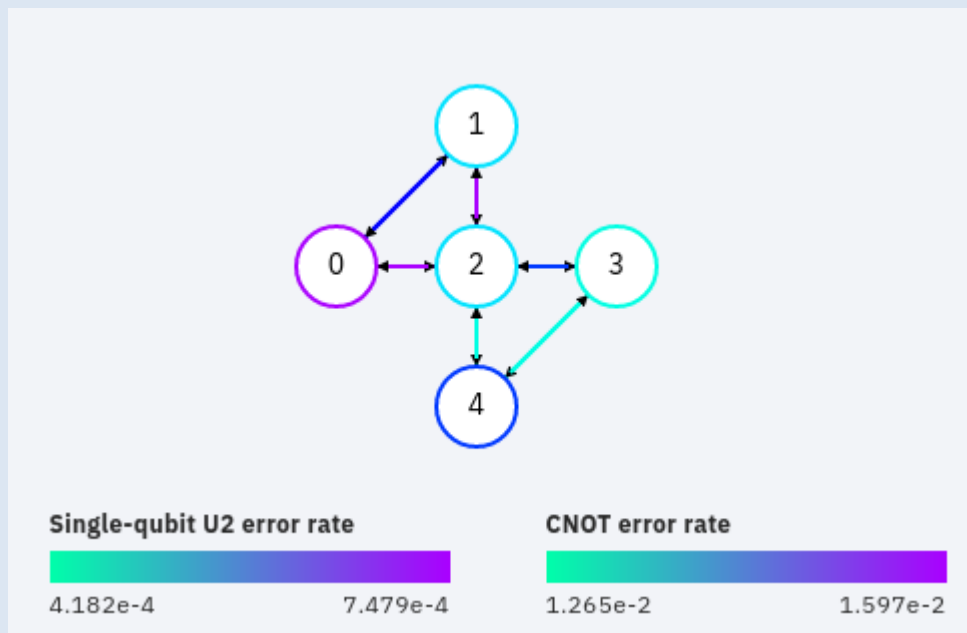 1
0
2
3
4
Single-qubit U2 error rate
CNOT error rate
4.182e-4
7.479e-4
1.265e-2
1.597e-2